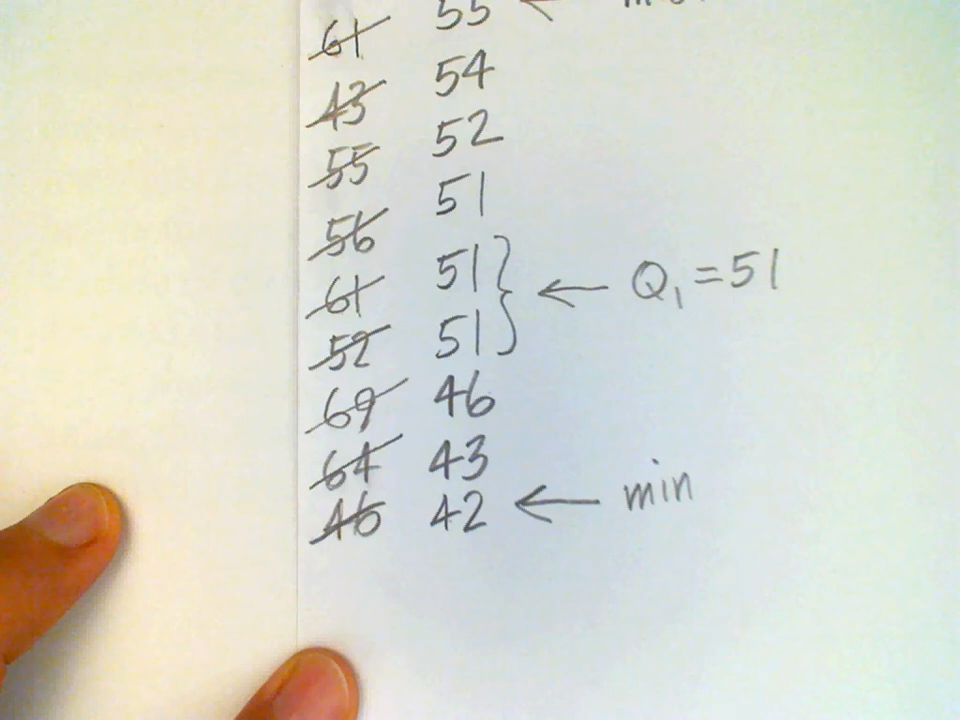 61 55 ←
43 54
55 52
56 51
61 51 } ← Q₁ = 51
52 51
69 46
64 43
46 42 ← min